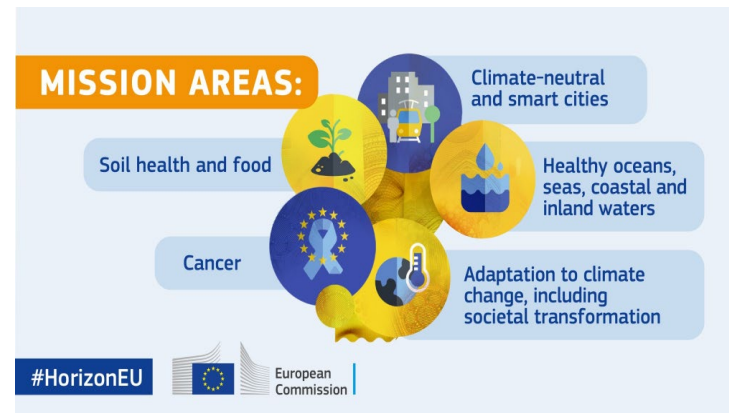 MISSION AREAS:
Climate-neutral
and smart cities
Soil health and food
Healthy oceans,
seas, coastal and
inland waters
Cancer
Adaptation to climate
change, including
societal transformation
#HorizonEU
European
Commission